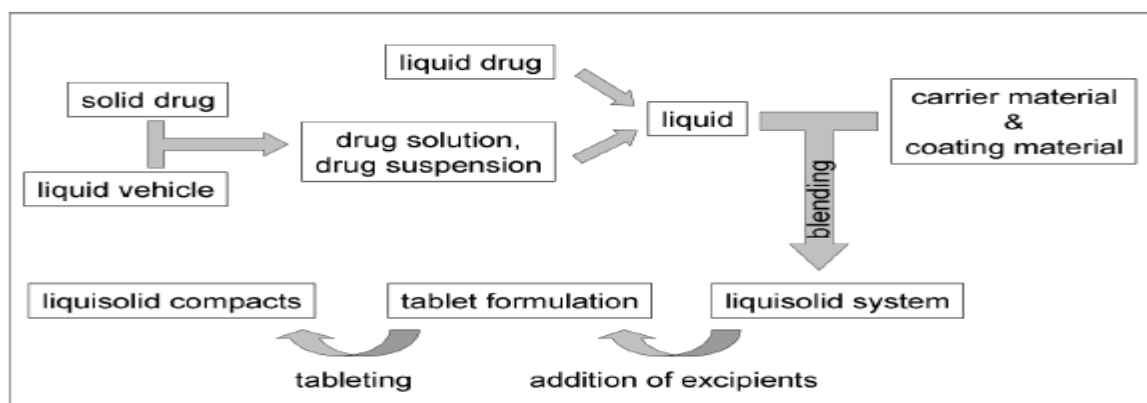 liquid drug
solid drug
liquid vehicle
drug solution,
drug suspension
liquid
carrier material
&
coating material
blending
liquisolid compacts
tablet formulation
liquisolid system
tableting
addition of excipients